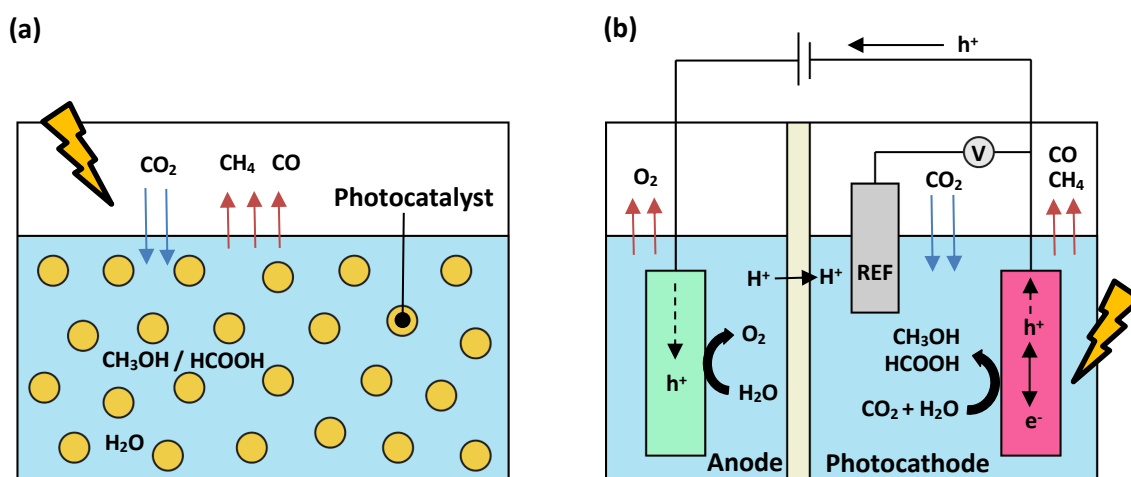 (a)
CO₂
CH₄ CO
Photocatalyst
CH₃OH / HCOOH
H₂O
(b)
h⁺
V
O₂
CO₂
CO
CH₄
H⁺
H⁺
REF
h⁺
O₂
H₂O
CH₃OH
HCOOH
CO₂ + H₂O
h⁺
e⁻
Anode
Photocathode